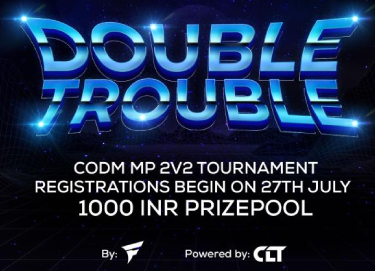 DOUBLE
TROUBLE
CODM MP 2V2 TOURNAMENT
REGISTRATIONS BEGIN ON 27TH JULY
1000 INR PRIZEPOOL
By: Powered by: CLT